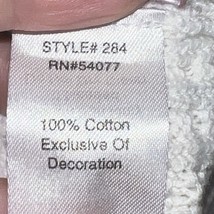 STYLE# 284
RN#54077
100% Cotton
Exclusive Of
Decoration